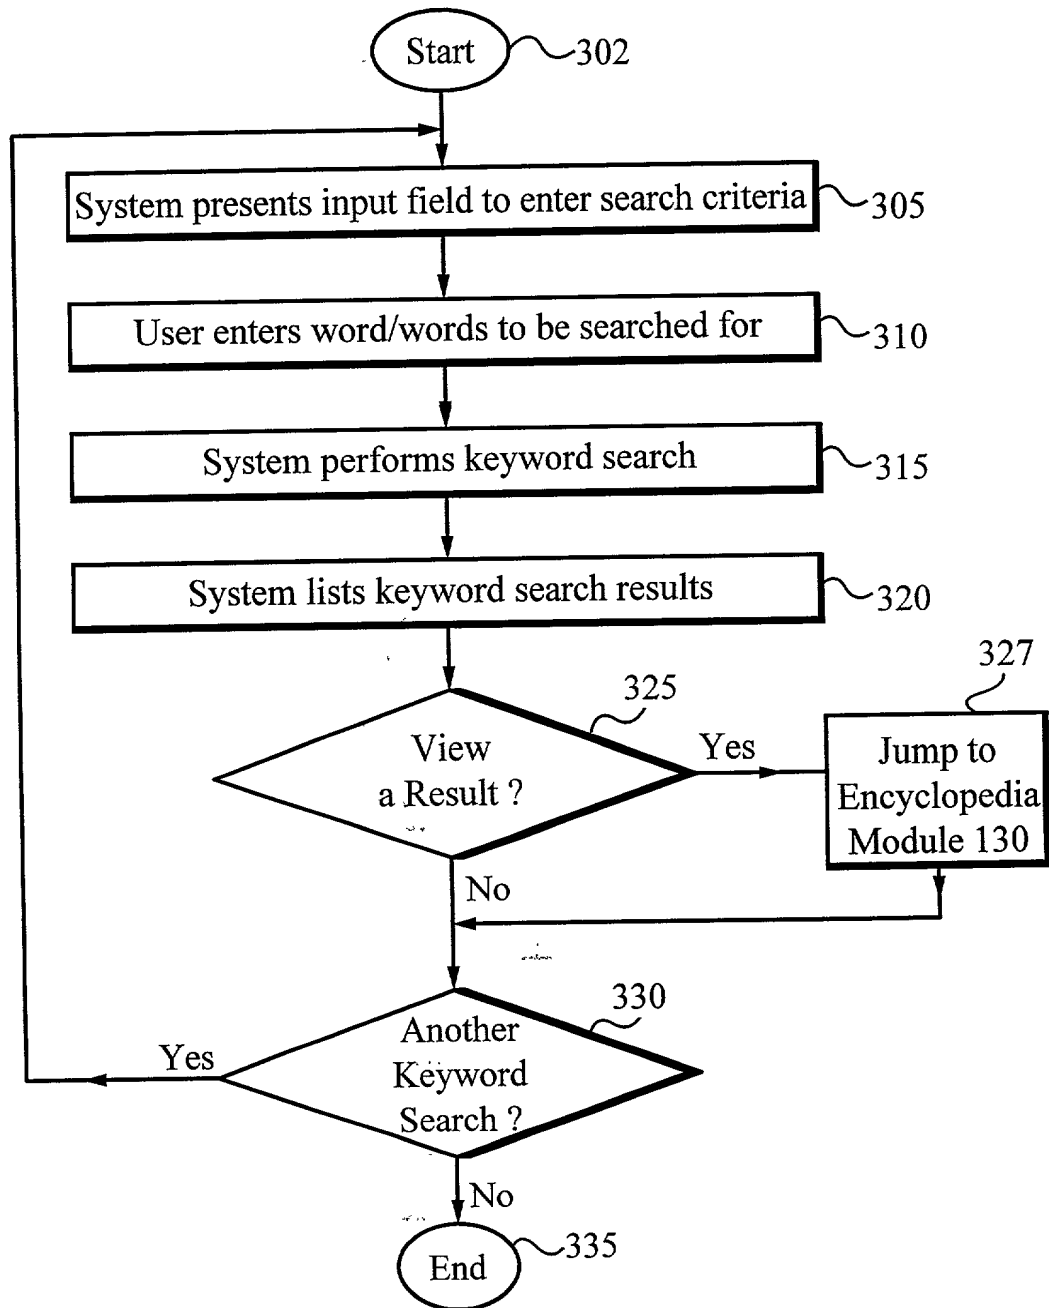 Start
302
System presents input field to enter search criteria
305
User enters word/words to be searched for
310
System performs keyword search
315
System lists keyword search results
320
325
327
View
a Result ?
Yes
Jump to
Encyclopedia
Module 130
No
330
Another
Keyword
Search ?
Yes
No
End
335